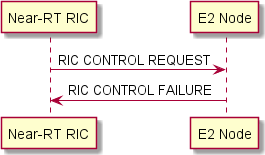 Near-RT RIC
E2 Node
RIC CONTROL REQUEST
RIC CONTROL FAILURE
Near-RT RIC
E2 Node